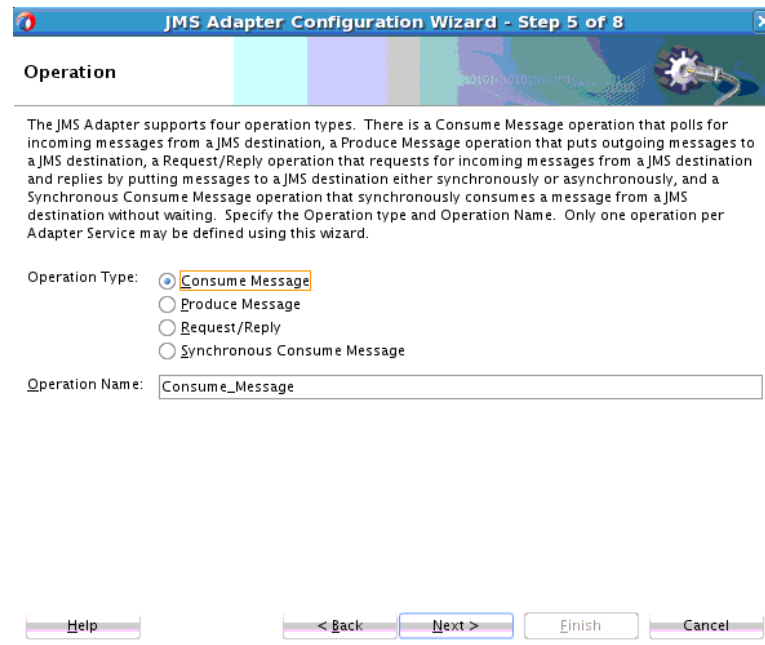 JMS Adapter Configuration Wizard - Step 5 of 8
Operation
The JMS Adapter supports four operation types.  There is a Consume Message operation that polls for
incoming messages from a JMS destination, a Produce Message operation that puts outgoing messages to
a JMS destination, a Request/Reply operation that requests for incoming messages from a JMS destination
and replies by putting messages to a JMS destination either synchronously or asynchronously, and a
Synchronous Consume Message operation that synchronously consumes a message from a JMS
destination without waiting.  Specify the Operation type and Operation Name.  Only one operation per
Adapter Service may be defined using this wizard.
Operation Type:
Consume Message
Produce Message
Request/Reply
Synchronous Consume Message
Operation Name: Consume_Message
Help < Back Next > Finish Cancel